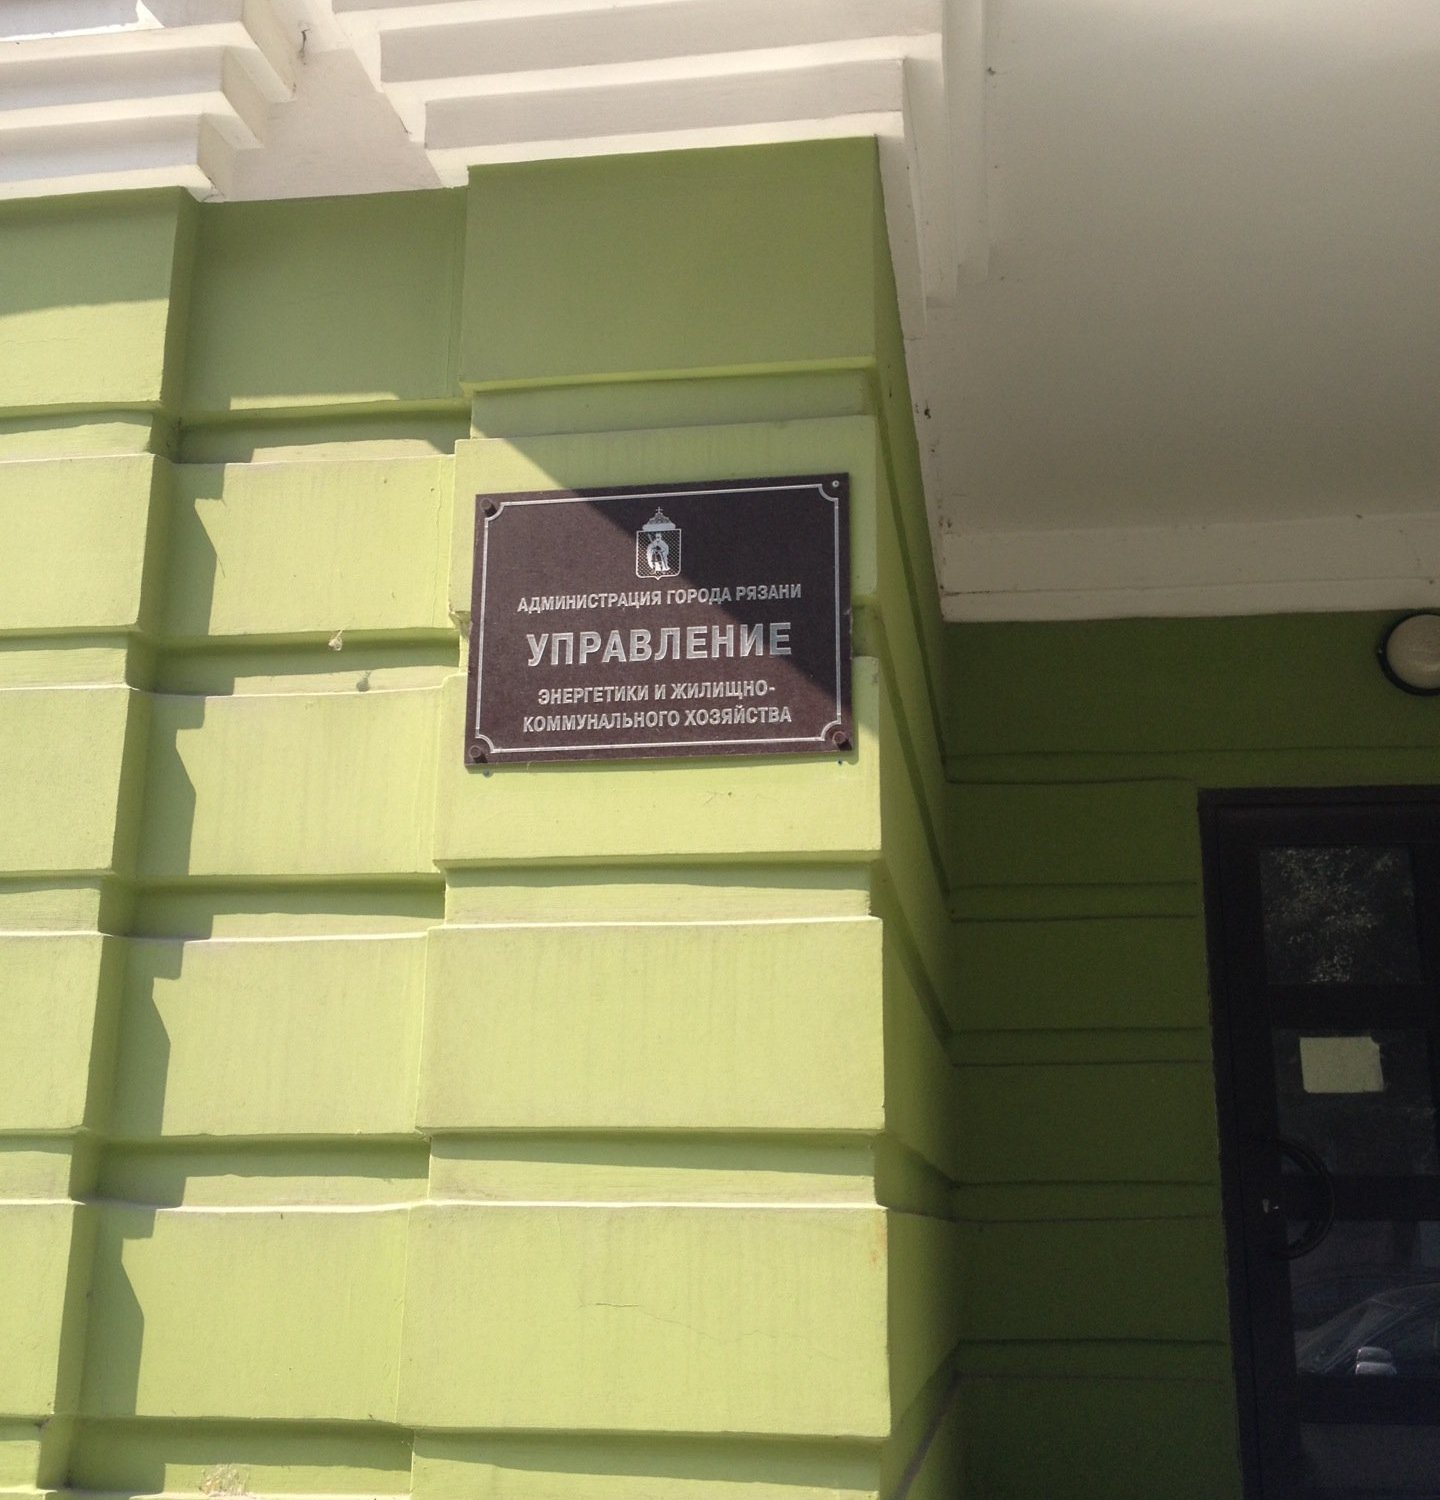 АДМИНИСТРАЦИЯ ГОРОДА РЯЗАНИ
УПРАВЛЕНИЕ
ЭНЕРГЕТИКИ И ЖИЛИЩНО-
КОММУНАЛЬНОГО ХОЗЯЙСТВА